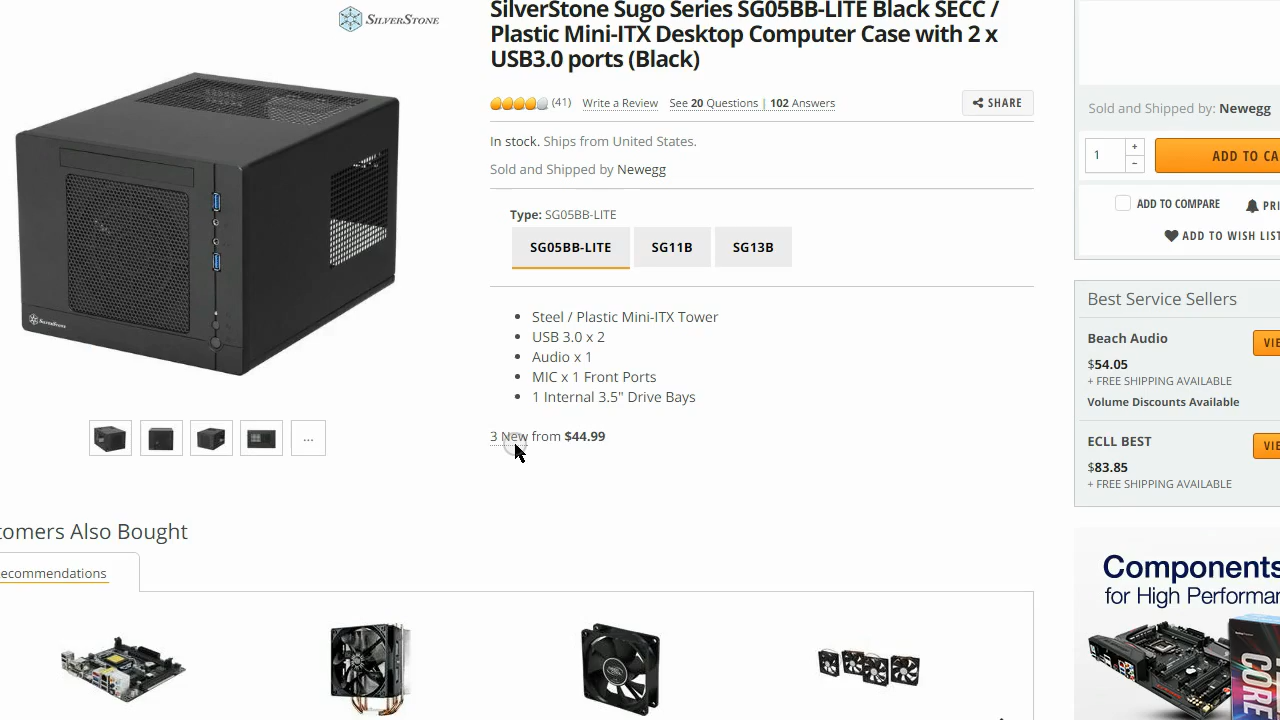 SILVERSTONE
SilverStone Sugo Series SG05BB-LITE Black SECC /
Plastic Mini-ITX Desktop Computer Case with 2 x
USB3.0 ports (Black)
(41) Write a Review See 20 Questions | 102 Answers
SHARE
In stock. Ships from United States.
Sold and Shipped by Newegg
Type: SG05BB-LITE
SG05BB-LITE SG11B SG13B
• Steel / Plastic Mini-ITX Tower
• USB 3.0 x 2
• Audio x 1
• MIC x 1 Front Ports
• 1 Internal 3.5" Drive Bays
3 New from $44.99
...
SilverStone
tomers Also Bought
ecommendations
Sold and Shipped by: Newegg
1 + - ADD TO CA
ADD TO COMPARE PRI
ADD TO WISH LIST
Best Service Sellers
Beach Audio VIE
$54.05
+ FREE SHIPPING AVAILABLE
Volume Discounts Available
ECLL BEST VIE
$83.85
+ FREE SHIPPING AVAILABLE
Components
for High Performan
CORE